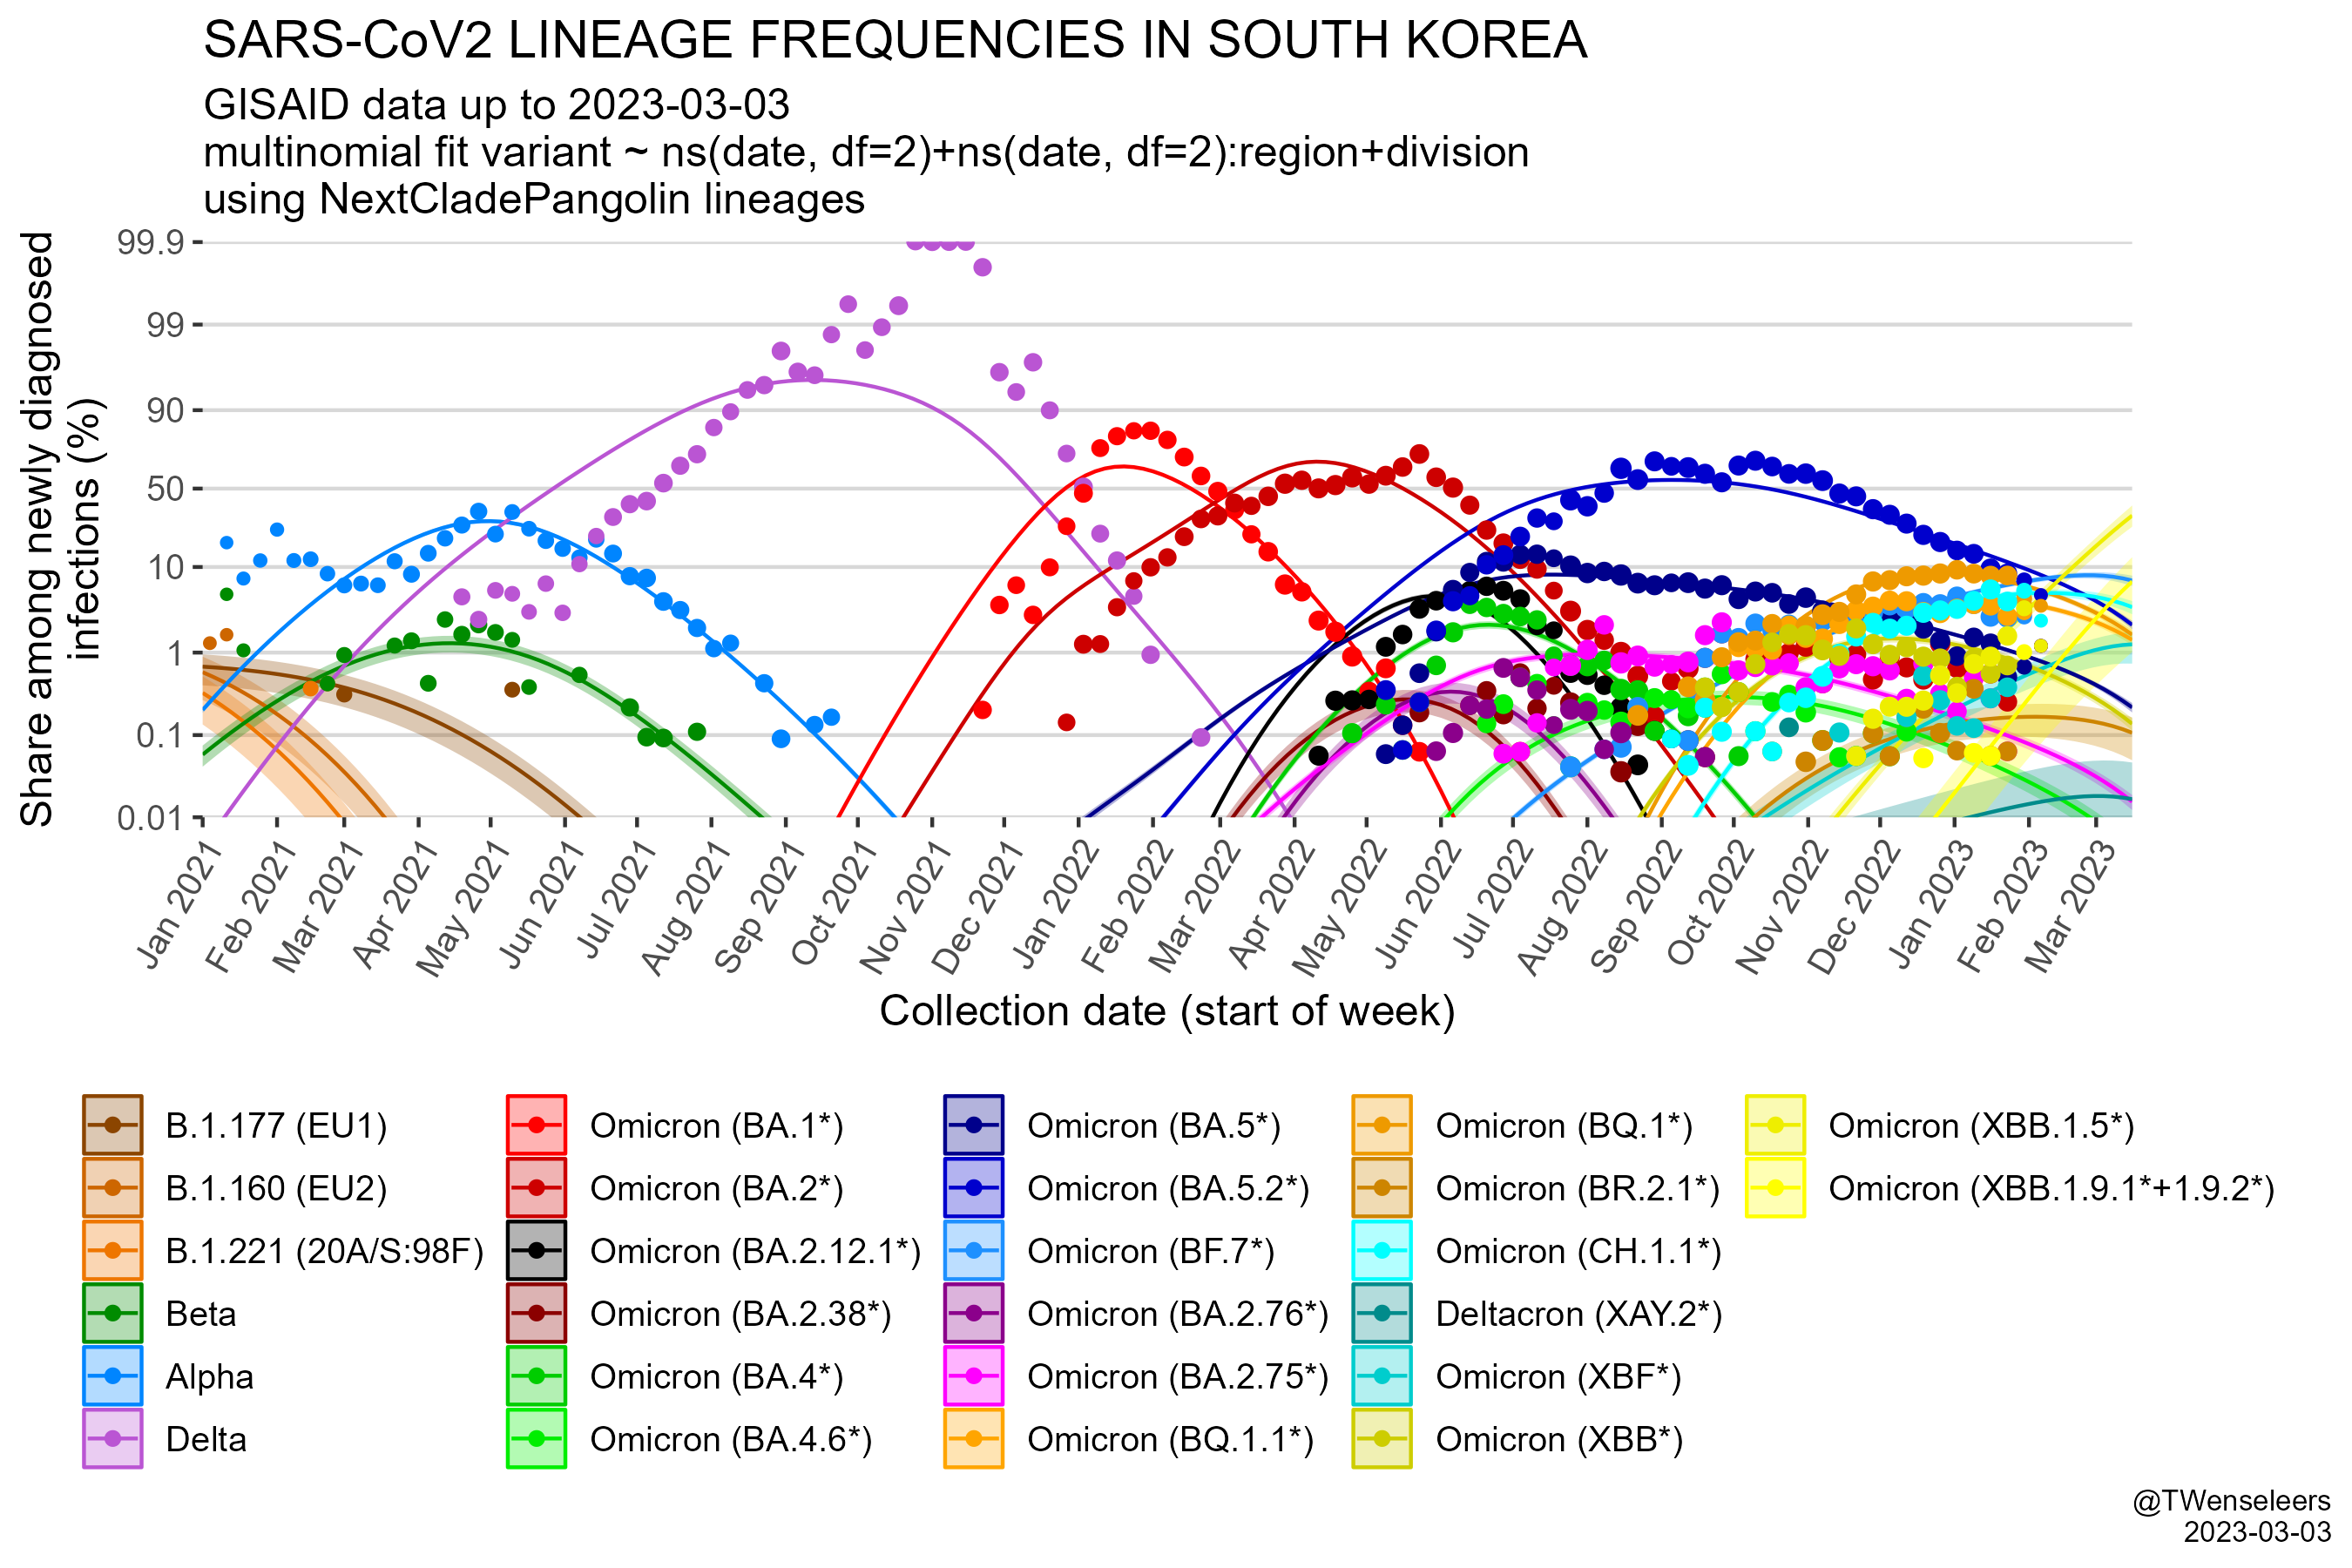 SARS-CoV2 LINEAGE FREQUENCIES IN SOUTH KOREA
GISAID data up to 2023-03-03
multinomial fit variant ~ ns(date, df=2)+ns(date, df=2):region+division
using NextCladePangolin lineages
Share among newly diagnosed
infections (%)
99.9
99
90
50
10
1
0.1
0.01
Jan 2021
Feb 2021
Mar 2021
Apr 2021
May 2021
Jun 2021
Jul 2021
Aug 2021
Sep 2021
Oct 2021
Nov 2021
Dec 2021
Jan 2022
Feb 2022
Mar 2022
Apr 2022
May 2022
Jun 2022
Jul 2022
Aug 2022
Sep 2022
Oct 2022
Nov 2022
Dec 2022
Jan 2023
Feb 2023
Mar 2023
Collection date (start of week)
B.1.177 (EU1)
B.1.160 (EU2)
B.1.221 (20A/S:98F)
Beta
Alpha
Delta
Omicron (BA.1*)
Omicron (BA.2*)
Omicron (BA.2.12.1*)
Omicron (BA.2.38*)
Omicron (BA.4*)
Omicron (BA.4.6*)
Omicron (BA.5*)
Omicron (BA.5.2*)
Omicron (BF.7*)
Omicron (BA.2.76*)
Omicron (BA.2.75*)
Omicron (BQ.1.1*)
Omicron (BQ.1*)
Omicron (BR.2.1*)
Omicron (CH.1.1*)
Deltacron (XAY.2*)
Omicron (XBF*)
Omicron (XBB*)
Omicron (XBB.1.5*)
Omicron (XBB.1.9.1*+1.9.2*)
@TWenseleers
2023-03-03